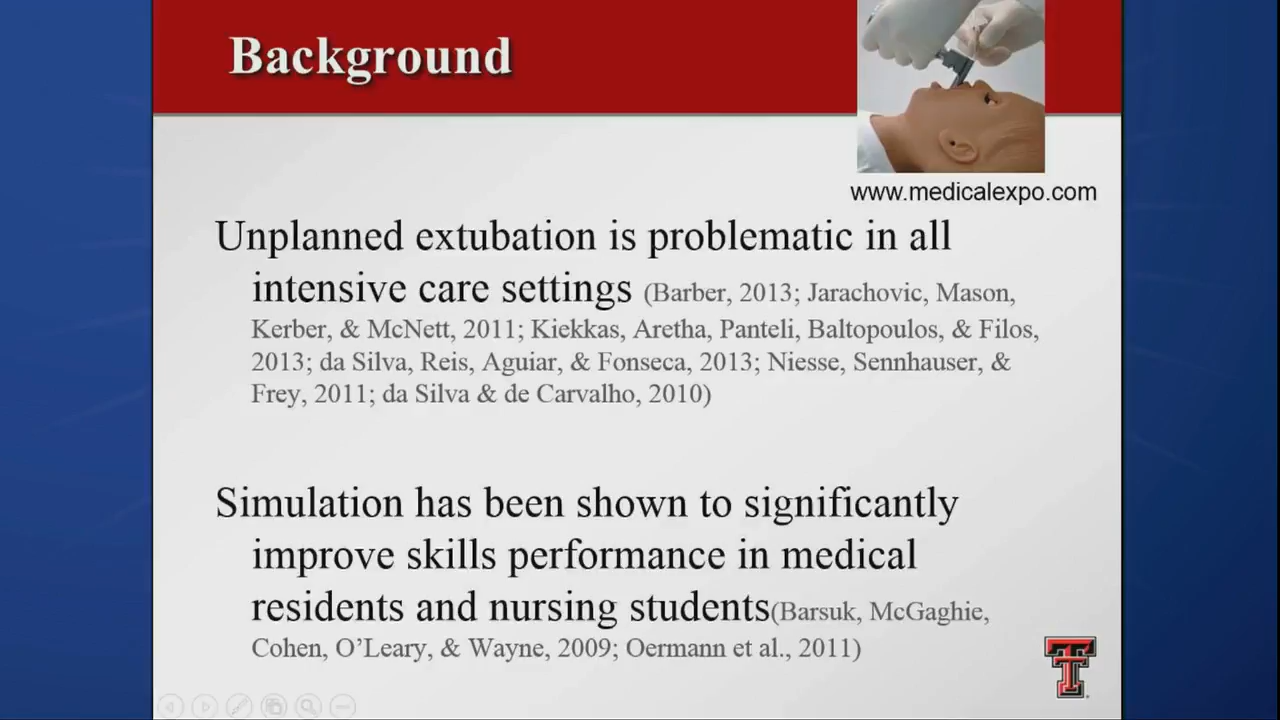 Background
www.medicalexpo.com
Unplanned extubation is problematic in all
intensive care settings (Barber, 2013; Jarachovic, Mason,
Kerber, & McNett, 2011; Kiekkas, Aretha, Panteli, Baltopoulos, & Filos,
2013; da Silva, Reis, Aguiar, & Fonseca, 2013; Niesse, Sennhauser, &
Frey, 2011; da Silva & de Carvalho, 2010)
Simulation has been shown to significantly
improve skills performance in medical
residents and nursing students(Barsuk, McGaghie,
Cohen, O’Leary, & Wayne, 2009; Oermann et al., 2011)